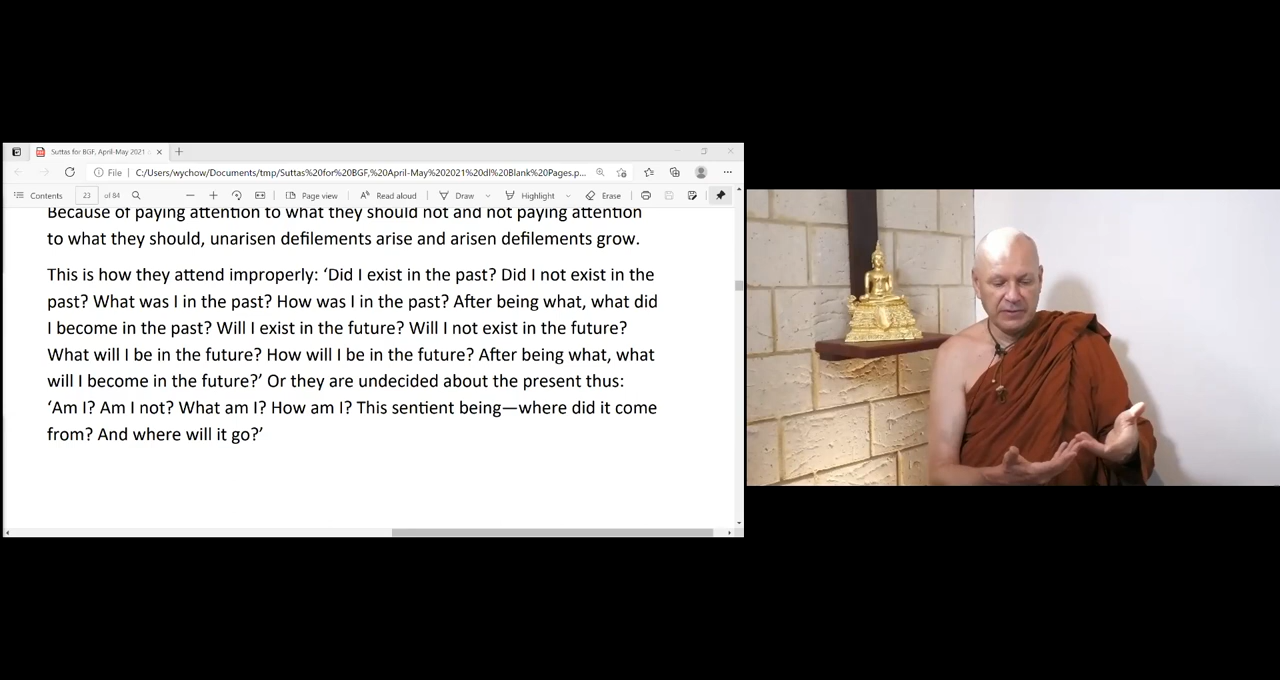 Suttas for BGF, April-May 2021
File
C:/Users/wychow/Documents/tmp/Suttas%20for%20BGF,%20April-May%202021%20dl%20Blank%20Pages.p...
Contents
23 of 84
Page view
Read aloud
Draw
Highlight
Erase
Because of paying attention to what they should not and not paying attention
to what they should, unarisen defilements arise and arisen defilements grow.
This is how they attend improperly: ‘Did I exist in the past? Did I not exist in the
past? What was I in the past? How was I in the past? After being what, what did
I become in the past? Will I exist in the future? Will I not exist in the future?
What will I be in the future? How will I be in the future? After being what, what
will I become in the future?’ Or they are undecided about the present thus:
‘Am I? Am I not? What am I? How am I? This sentient being—where did it come
from? And where will it go?’